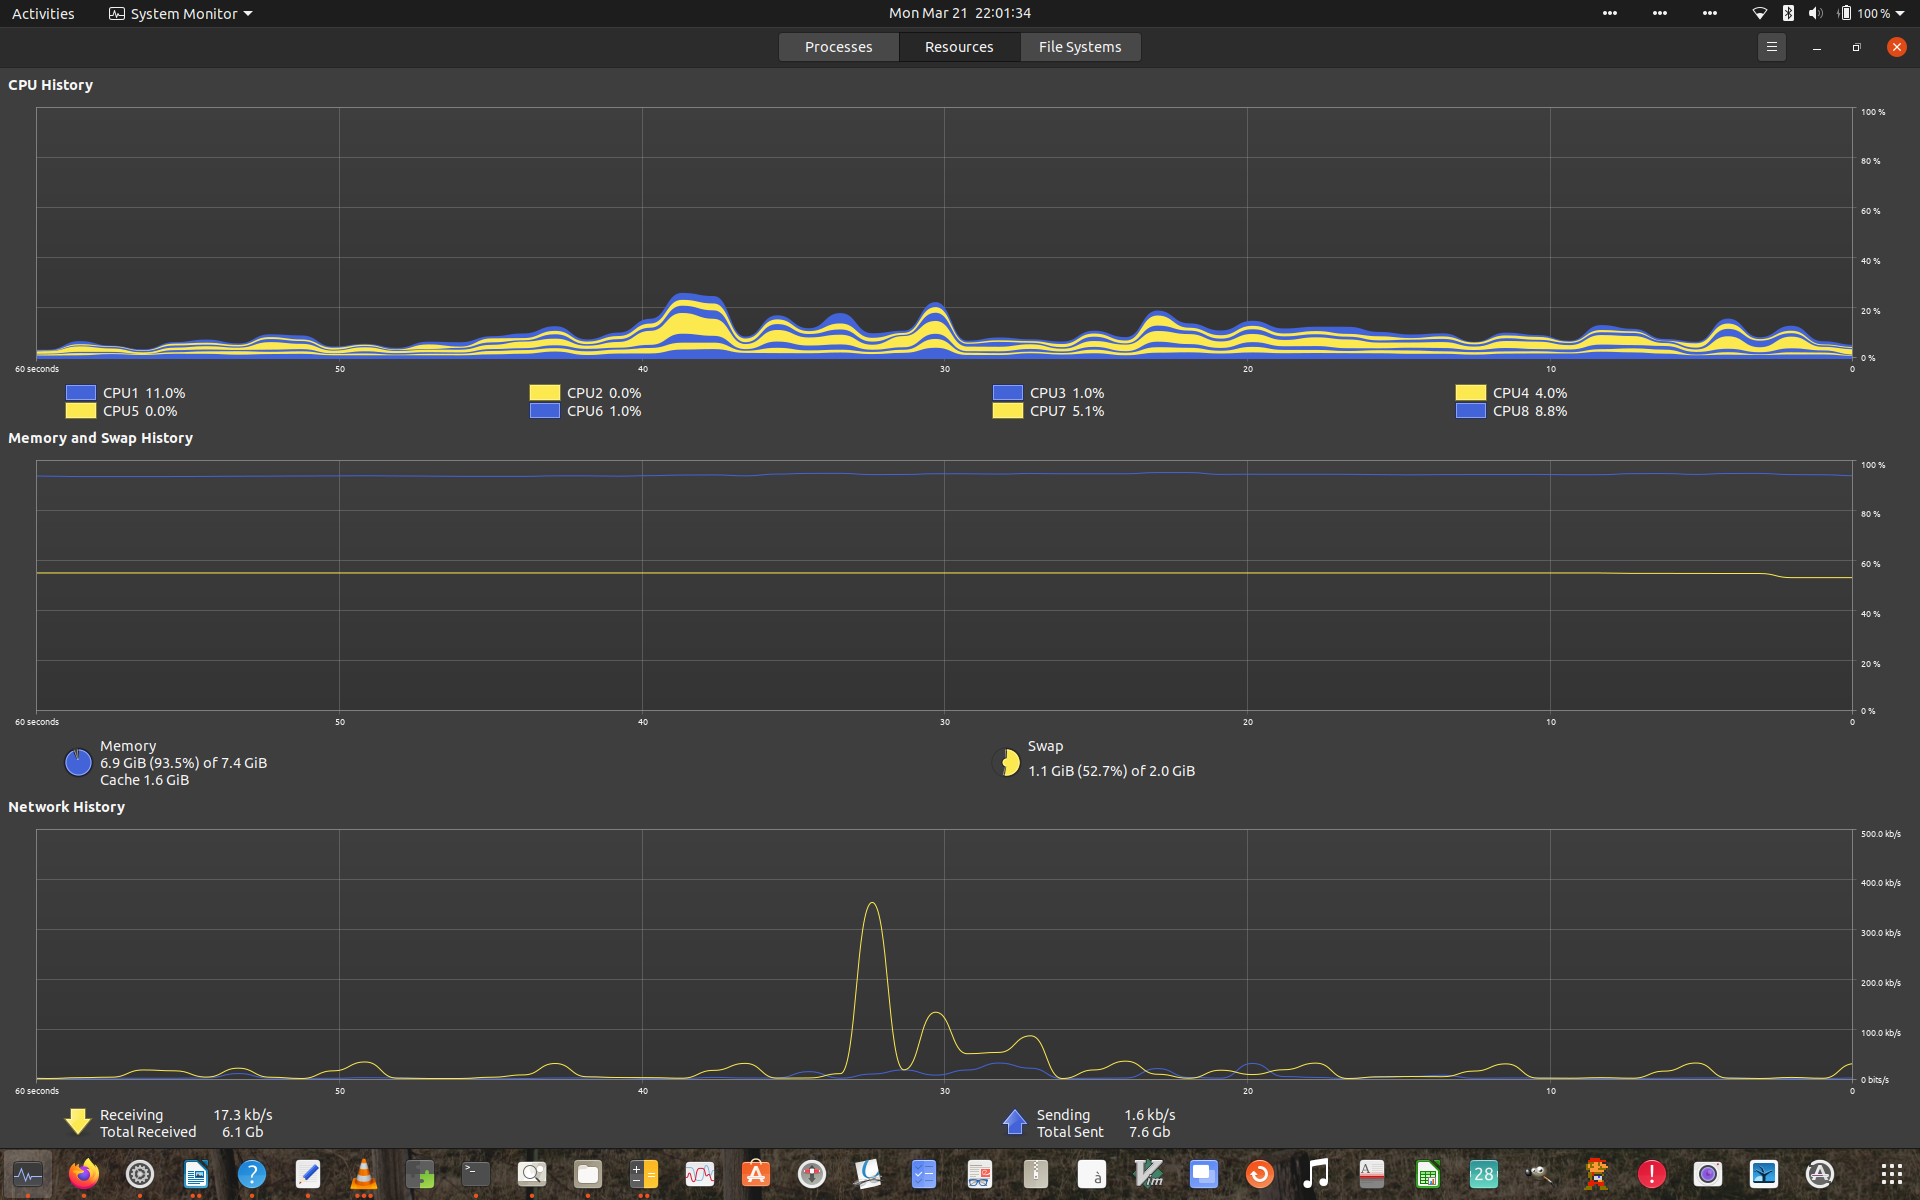 Activities System Monitor Mon Mar 21 22:01:34 100 %
Processes Resources File Systems
CPU History
100 %
80 %
60 %
40 %
20 %
0 %
60 seconds 50 40 30 20 10 0
CPU1 11.0% CPU2 0.0% CPU3 1.0% CPU4 4.0%
CPU5 0.0% CPU6 1.0% CPU7 5.1% CPU8 8.8%
Memory and Swap History
100 %
80 %
60 %
40 %
20 %
0 %
60 seconds 50 40 30 20 10 0
Memory
6.9 GiB (93.5%) of 7.4 GiB
Cache 1.6 GiB
Swap
1.1 GiB (52.7%) of 2.0 GiB
Network History
500.0 kb/s
400.0 kb/s
300.0 kb/s
200.0 kb/s
100.0 kb/s
0 bits/s
60 seconds 50 40 30 20 10 0
Receiving 17.3 kb/s
Total Received 6.1 Gb
Sending 1.6 kb/s
Total Sent 7.6 Gb
? >_ à Vim A 28 !